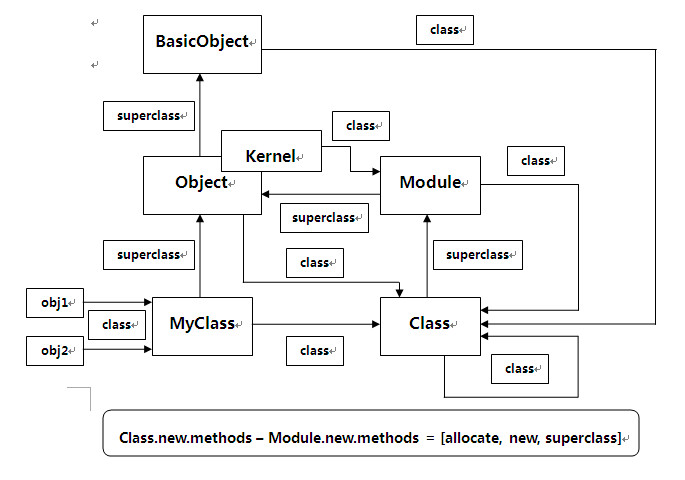 class
BasicObject
superclass
class
Kernel
class
Object
Module
superclass
superclass
superclass
class
obj1
class
MyClass
Class
obj2
class
class
Class.new.methods – Module.new.methods = [allocate, new, superclass]